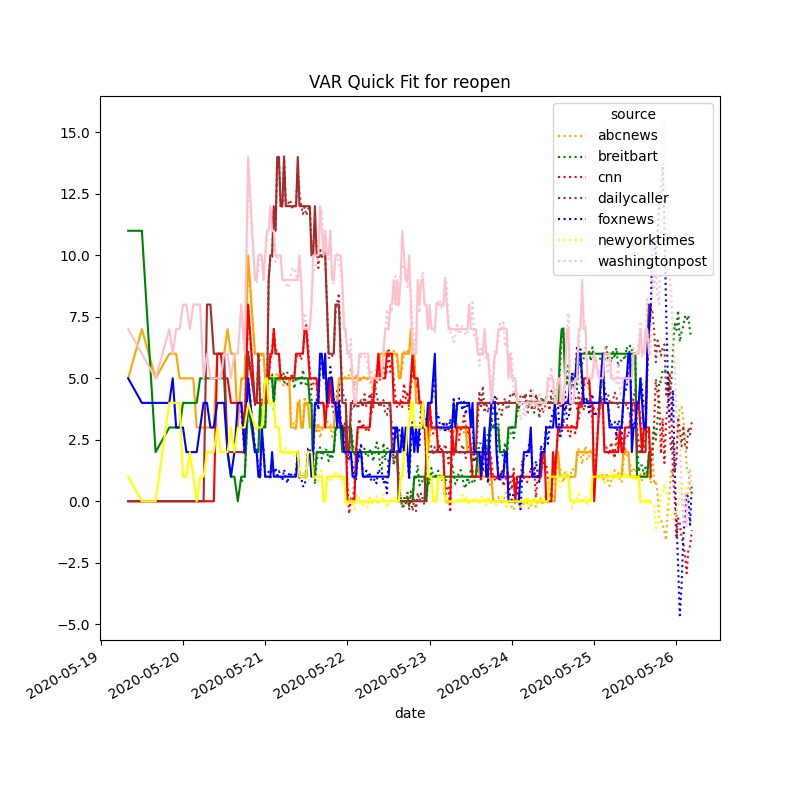 VAR Quick Fit for reopen
source
abcnews
breitbart
cnn
dailycaller
foxnews
newyorktimes
washingtonpost
15.0
12.5
10.0
7.5
5.0
2.5
0.0
−2.5
−5.0
2020-05-19
2020-05-20
2020-05-21
2020-05-22
2020-05-23
2020-05-24
2020-05-25
2020-05-26
date